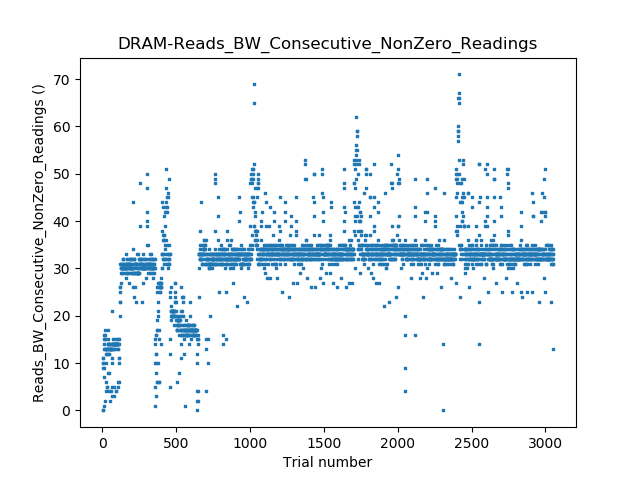 DRAM-Reads_BW_Consecutive_NonZero_Readings
Reads_BW_Consecutive_NonZero_Readings ()
70
60
50
40
30
20
10
0
0 500 1000 1500 2000 2500 3000
Trial number